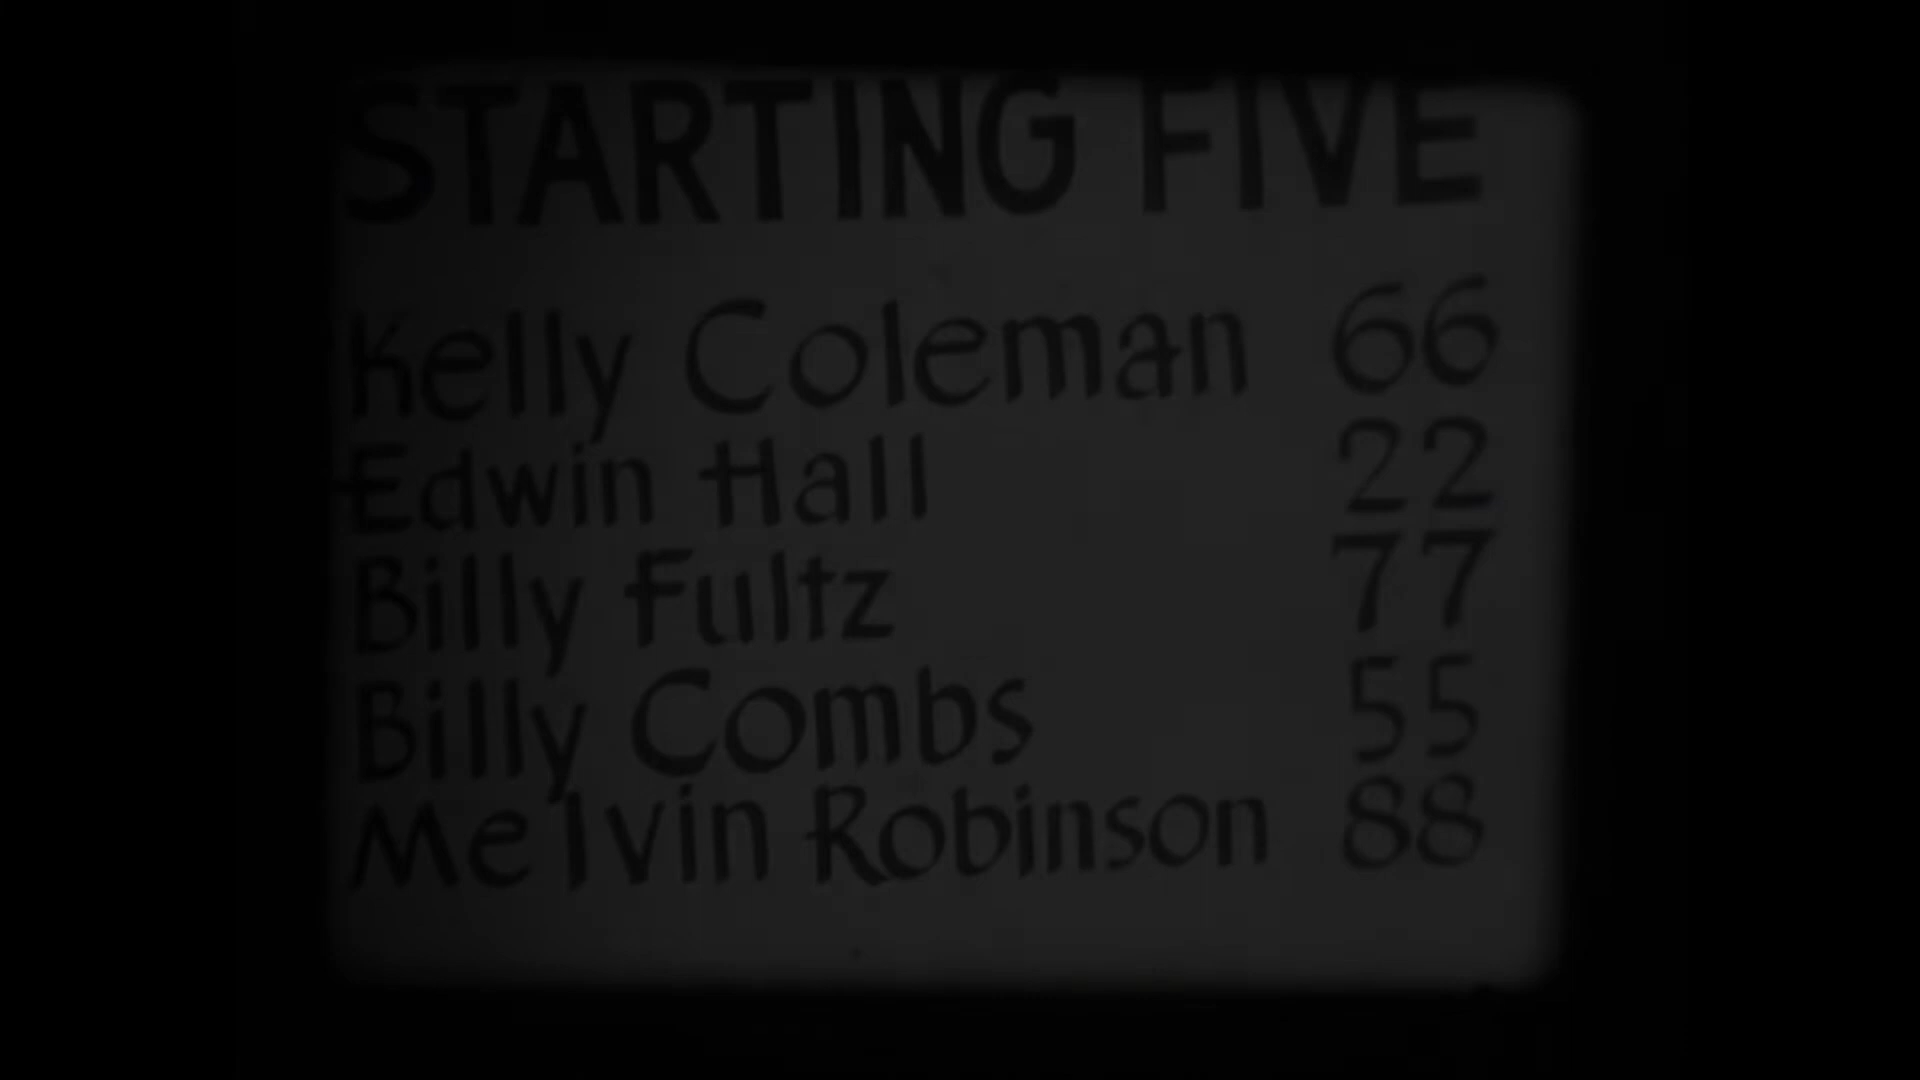 STARTING FIVE
Kelly Coleman 66
Edwin Hall 22
Billy Fultz 77
Billy Combs 55
Melvin Robinson 88